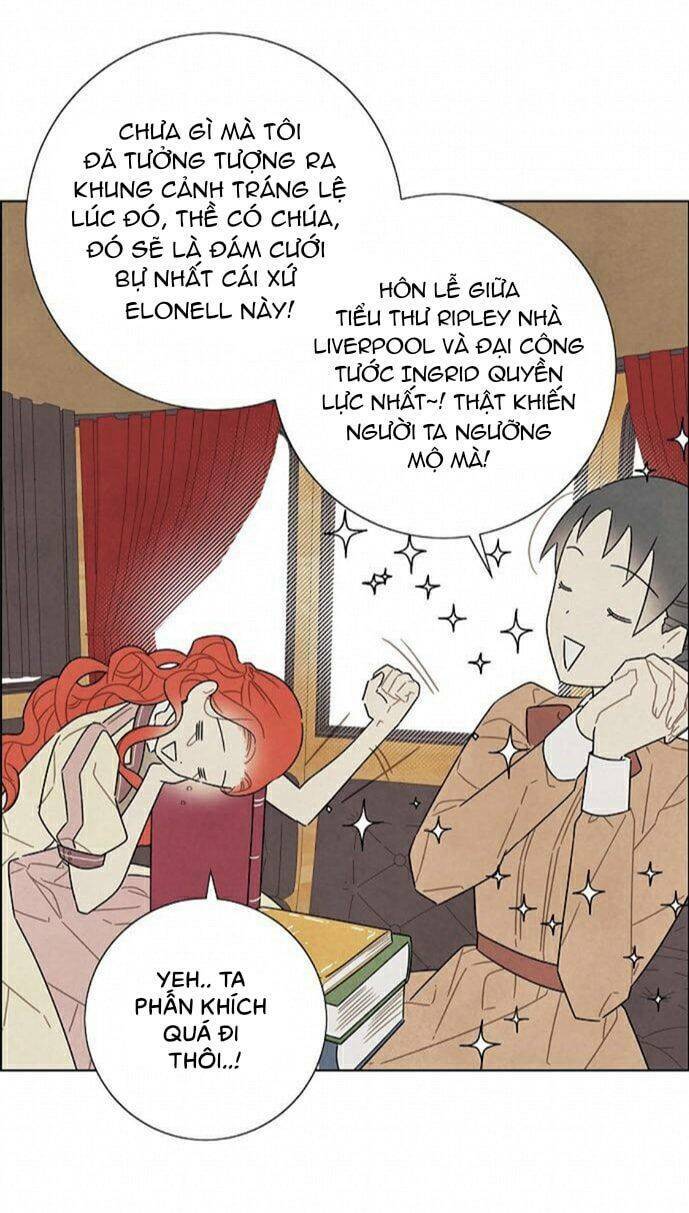 CHƯA GÌ MÀ TÔI
ĐÃ TƯỞNG TƯỢNG RA
KHUNG CẢNH TRÁNG LỆ
LÚC ĐÓ, THỀ CÓ CHÚA,
ĐÓ SẼ LÀ ĐÁM CƯỚI
BỰ NHẤT CÁI XỨ
ELONELL NÀY!
HÔN LỄ GIỮA
TIỂU THƯ RIPLEY NHÀ
LIVERPOOL VÀ ĐẠI CÔNG
TƯỚC INGRID QUYỀN
LỰC NHẤT~! THẬT KHIẾN
NGƯỜI TA NGƯỠNG
MỘ MÀ!
YEH.. TA
PHẤN KHÍCH
QUÁ ĐI
THÔI..!